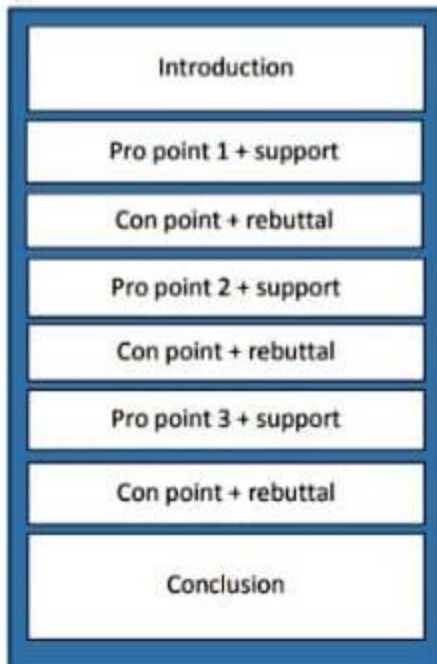 Introduction
Pro point 1 + support
Con point + rebuttal
Pro point 2 + support
Con point + rebuttal
Pro point 3 + support
Con point + rebuttal
Conclusion